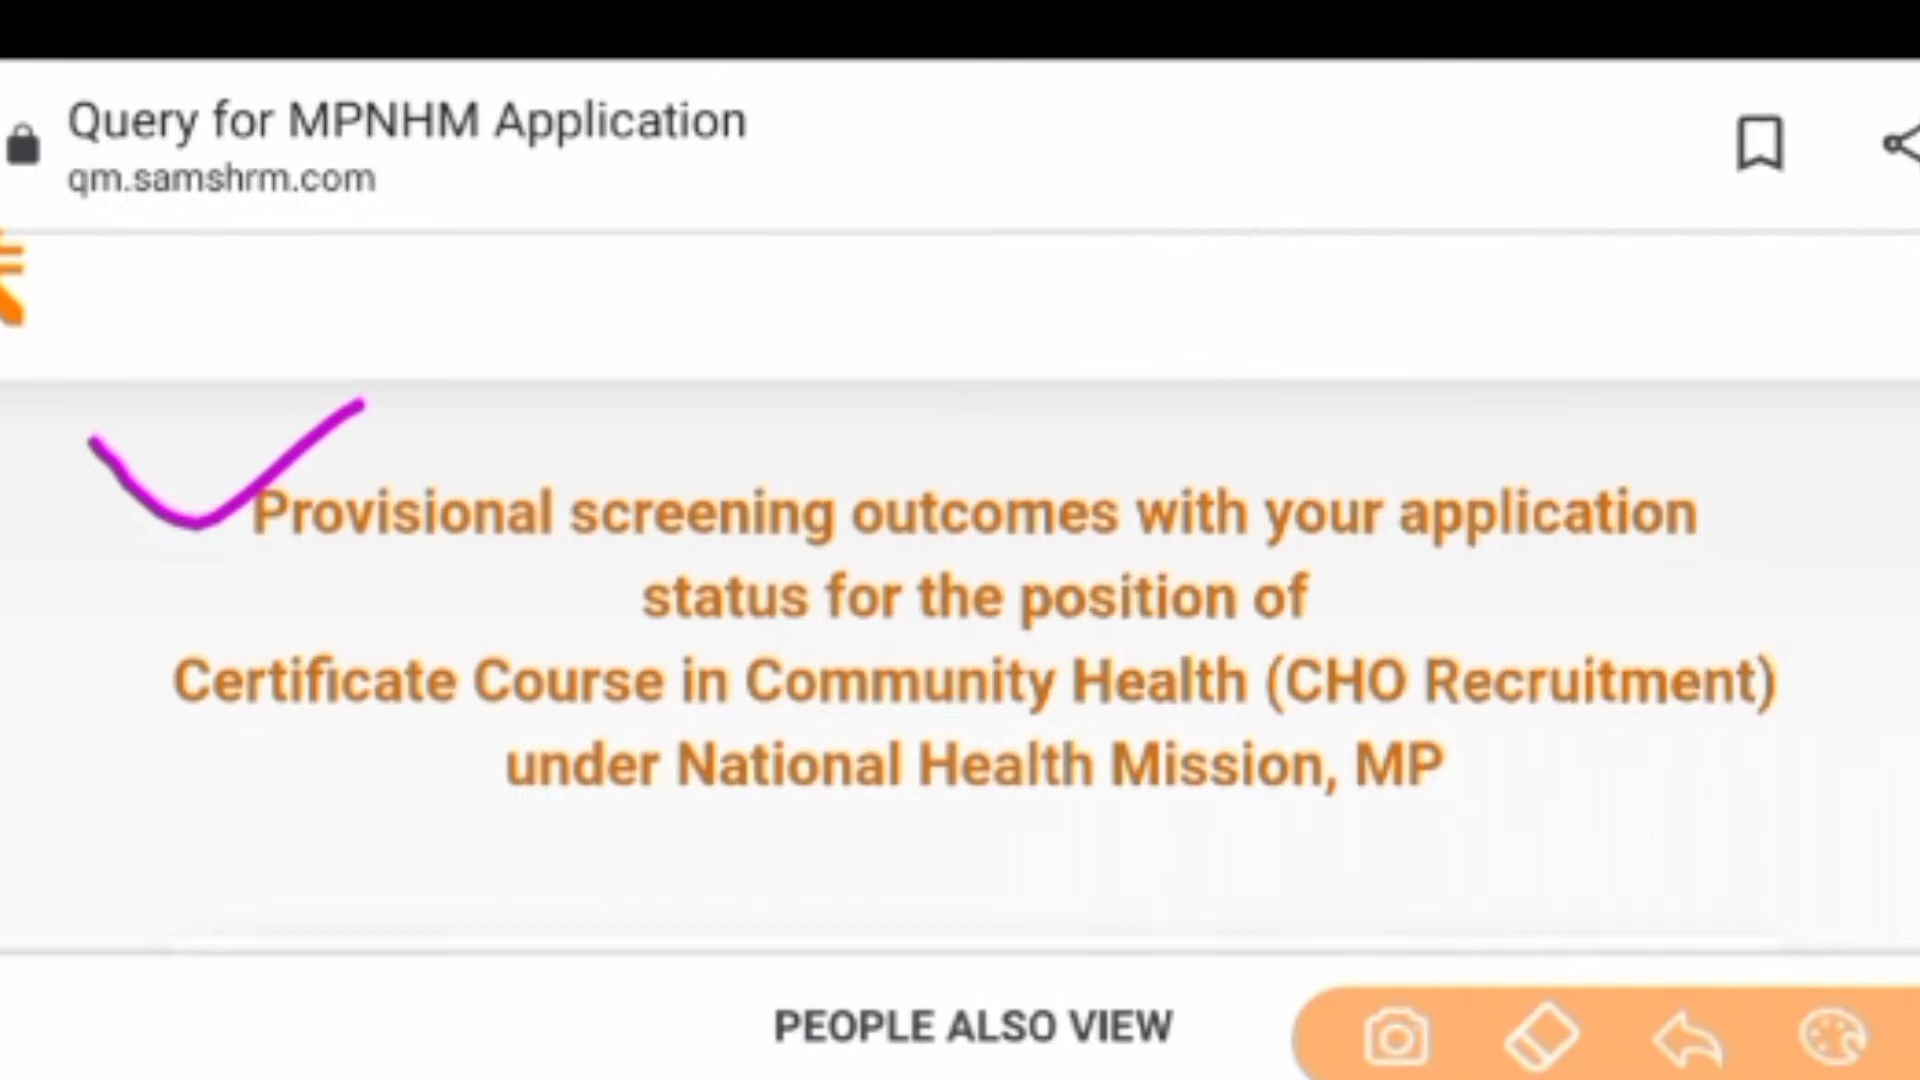 Query for MPNHM Application
qm.samshrm.com
Provisional screening outcomes with your application
status for the position of
Certificate Course in Community Health (CHO Recruitment)
under National Health Mission, MP
PEOPLE ALSO VIEW